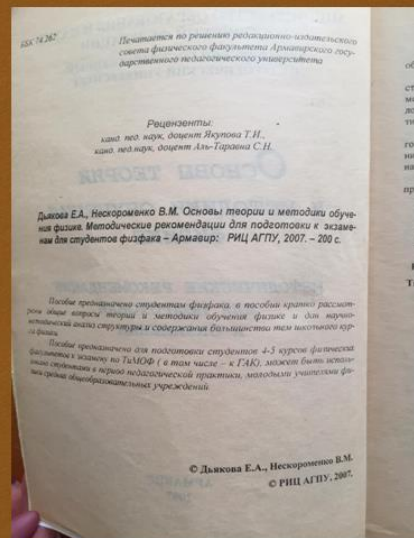 ББК 74.267
Печатается по решению редакционно-издательского
совета физического факультета Армавирского госу-
дарственного педагогического университета
Рецензенты:
канд. пед. наук, доцент Якупова Т.И.,
канд. пед.наук, доцент Аль-Таравна С.Н.
Дьякова Е.А., Нескороменко В.М. Основы теории и методики обуче-
ния физике. Методические рекомендации для подготовки к экзаме-
нам для студентов физфака – Армавир: РИЦ АГПУ, 2007. – 200 с.
Пособие предназначено студентам физфака, в пособии кратко рассмот-
рены общие вопросы теории и методики обучения физике и дан научно-
методический анализ структуры и содержания большинства тем школьного кур-
са физики.
Пособие предназначено для подготовки студентов 4-5 курсов физических
факультетов к экзамену по ТиМОФ ( в том числе – к ГАК), может быть исполь-
зовано студентами в период педагогической практики, молодыми учителями фи-
зики средних общеобразовательных учреждений.
© Дьякова Е.А., Нескороменко В.М.
© РИЦ АГПУ, 2007.